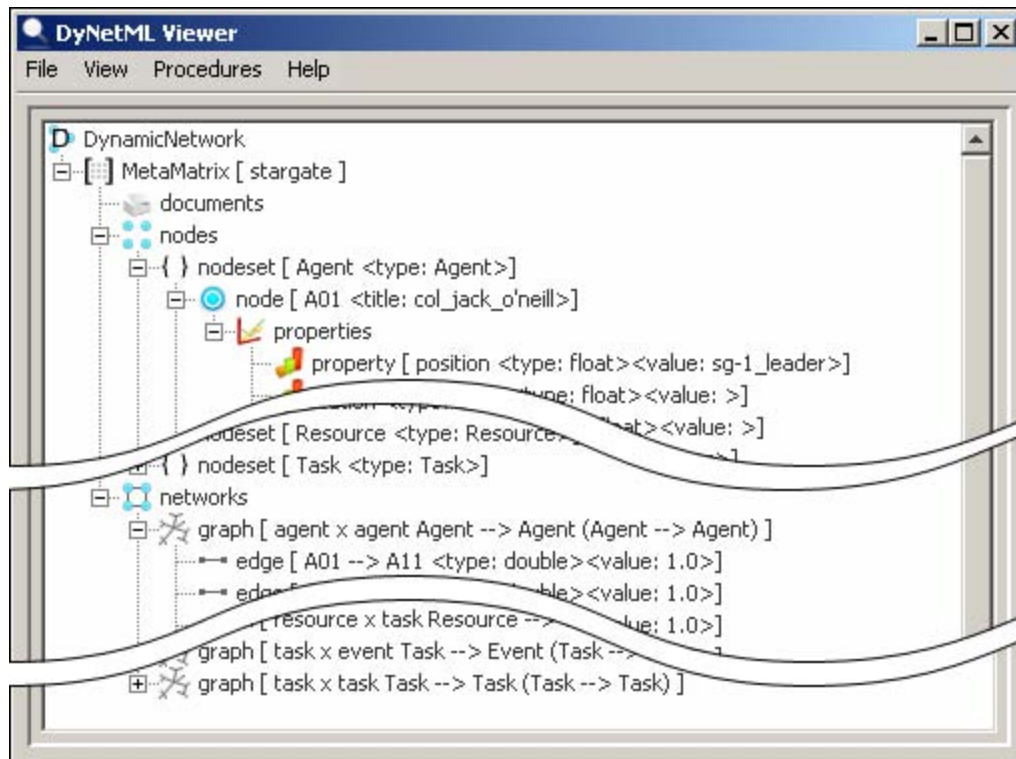 DyNetML Viewer
File View Procedures Help
D DynamicNetwork
MetaMatrix [ stargate ]
documents
nodes
{ } nodeset [ Agent <type: Agent>]
node [ A01 <title: col_jack_o'neill>]
properties
property [ position <type: float><value: sg-1_leader>]
float><value: >]
nodeset [ Resource <type: Resource> ><value: >]
{ } nodeset [ Task <type: Task>]
networks
graph [ agent x agent Agent --> Agent (Agent --> Agent) ]
edge [ A01 --> A11 <type: double><value: 1.0>]
><value: 1.0>]
[ resource x task Resource --> 1.0>]
graph [ task x event Task --> Event (Task -->
graph [ task x task Task --> Task (Task --> Task) ]